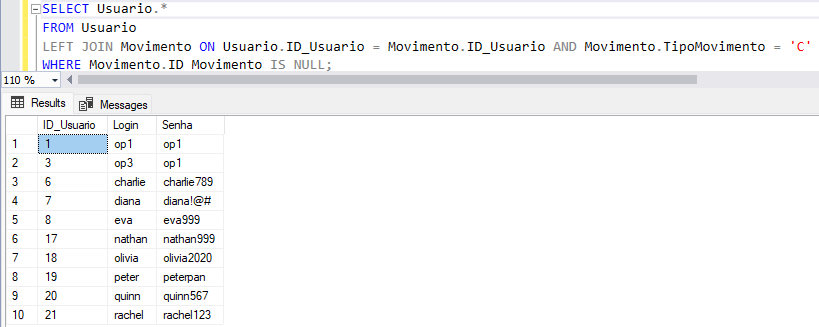 SELECT Usuario.*
FROM Usuario
LEFT JOIN Movimento ON Usuario.ID_Usuario = Movimento.ID_Usuario AND Movimento.TipoMovimento = 'C'
WHERE Movimento.ID Movimento IS NULL;
110 %
Results Messages
ID_Usuario Login Senha
1 1 op1 op1
2 3 op3 op1
3 6 charlie charlie789
4 7 diana diana!@#
5 8 eva eva999
6 17 nathan nathan999
7 18 olivia olivia2020
8 19 peter peterpan
9 20 quinn quinn567
10 21 rachel rachel123